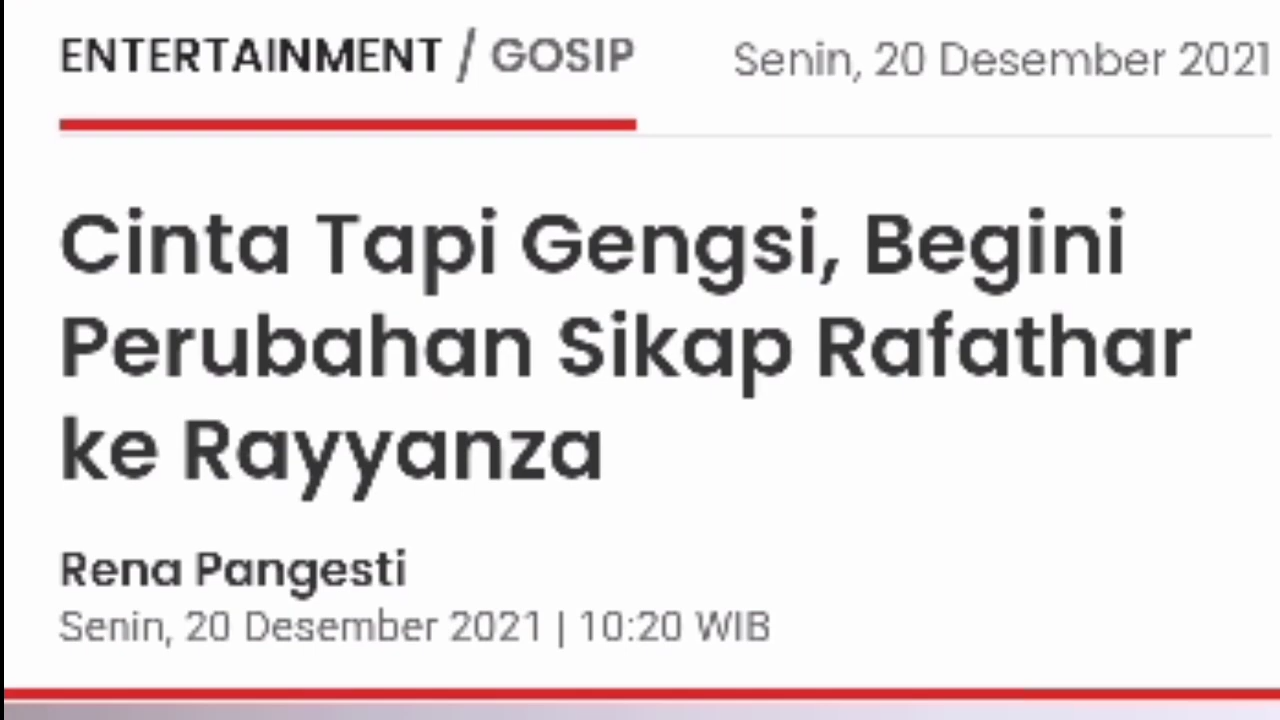 ENTERTAINMENT / GOSIP
Senin, 20 Desember 2021
Cinta Tapi Gengsi, Begini
Perubahan Sikap Rafathar
ke Rayyanza
Rena Pangesti
Senin, 20 Desember 2021 | 10:20 WIB